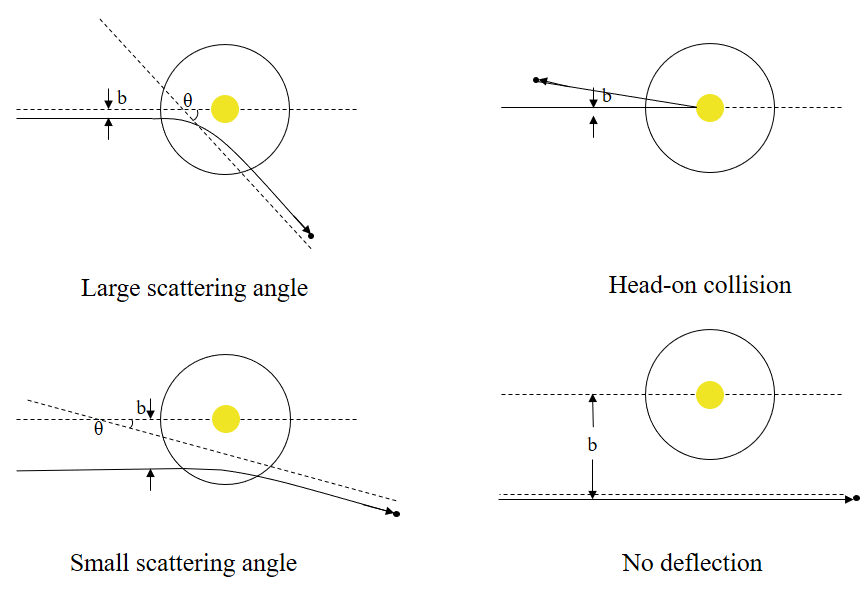 b
θ
Large scattering angle
b
Head-on collision
b
θ
Small scattering angle
b
No deflection